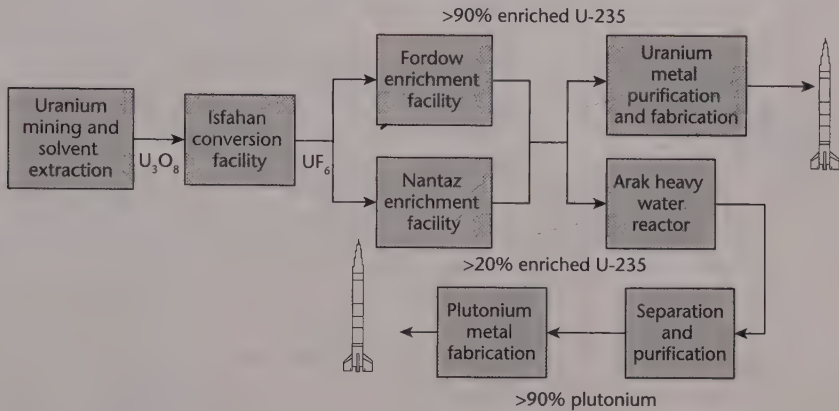 >90% enriched U-235
Fordow
enrichment
facility
Uranium
metal
purification
and fabrication
Uranium
mining and
solvent
extraction
U₃O₈
Isfahan
conversion
facility
UF₆
Nantaz
enrichment
facility
Arak heavy
water
reactor
>20% enriched U-235
Plutonium
metal
fabrication
Separation
and
purification
>90% plutonium